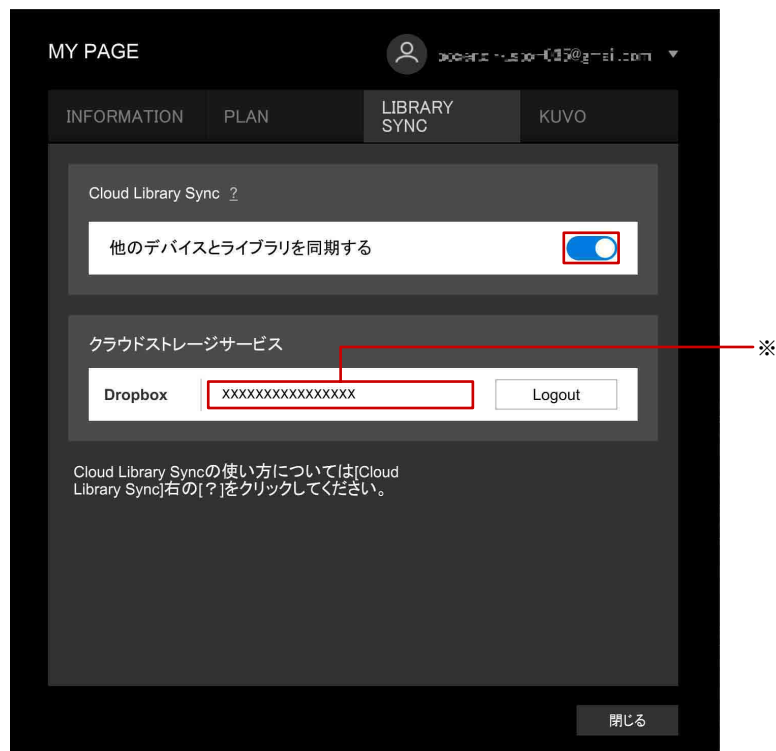 MY PAGE
INFORMATION
PLAN
LIBRARY
SYNC
KUVO
Cloud Library Sync ?
他のデバイスとライブラリを同期する
クラウドストレージサービス
※
Dropbox
XXXXXXXXXXXXXXXX
Logout
Cloud Library Syncの使い方については[Cloud
Library Sync]右の[？]をクリックしてください。
閉じる